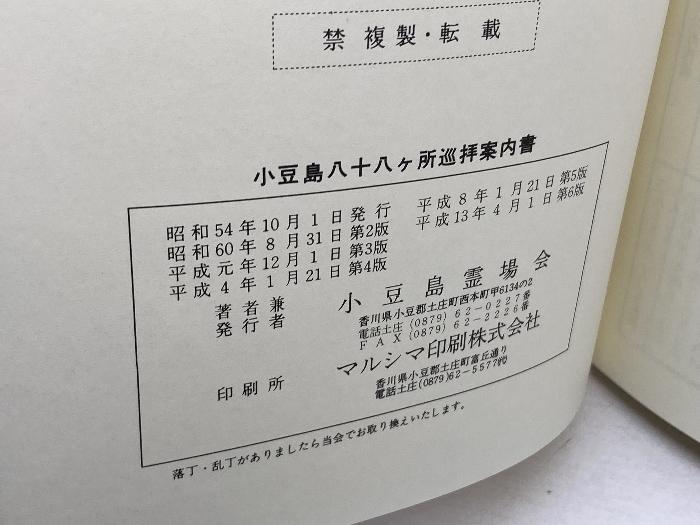 禁 複製・転載
小豆島八十八ヶ所巡拝案内書
昭和54年10月1日発行
昭和60年8月31日第2版
平成元年12月1日第3版
平成4年1月21日第4版
平成8年1月21日第5版
平成13年4月1日第6版
著者兼
発行者
小豆島霊場会
香川県小豆郡土庄町西本町甲6134の2
電話土庄(0879)62-0227番
FAX(0879)62-2226番
印刷所
マルシマ印刷株式会社
香川県小豆郡土庄町富丘通り
電話土庄(0879)62-5577㈹
落丁・乱丁がありましたら当会でお取り換えいたします。